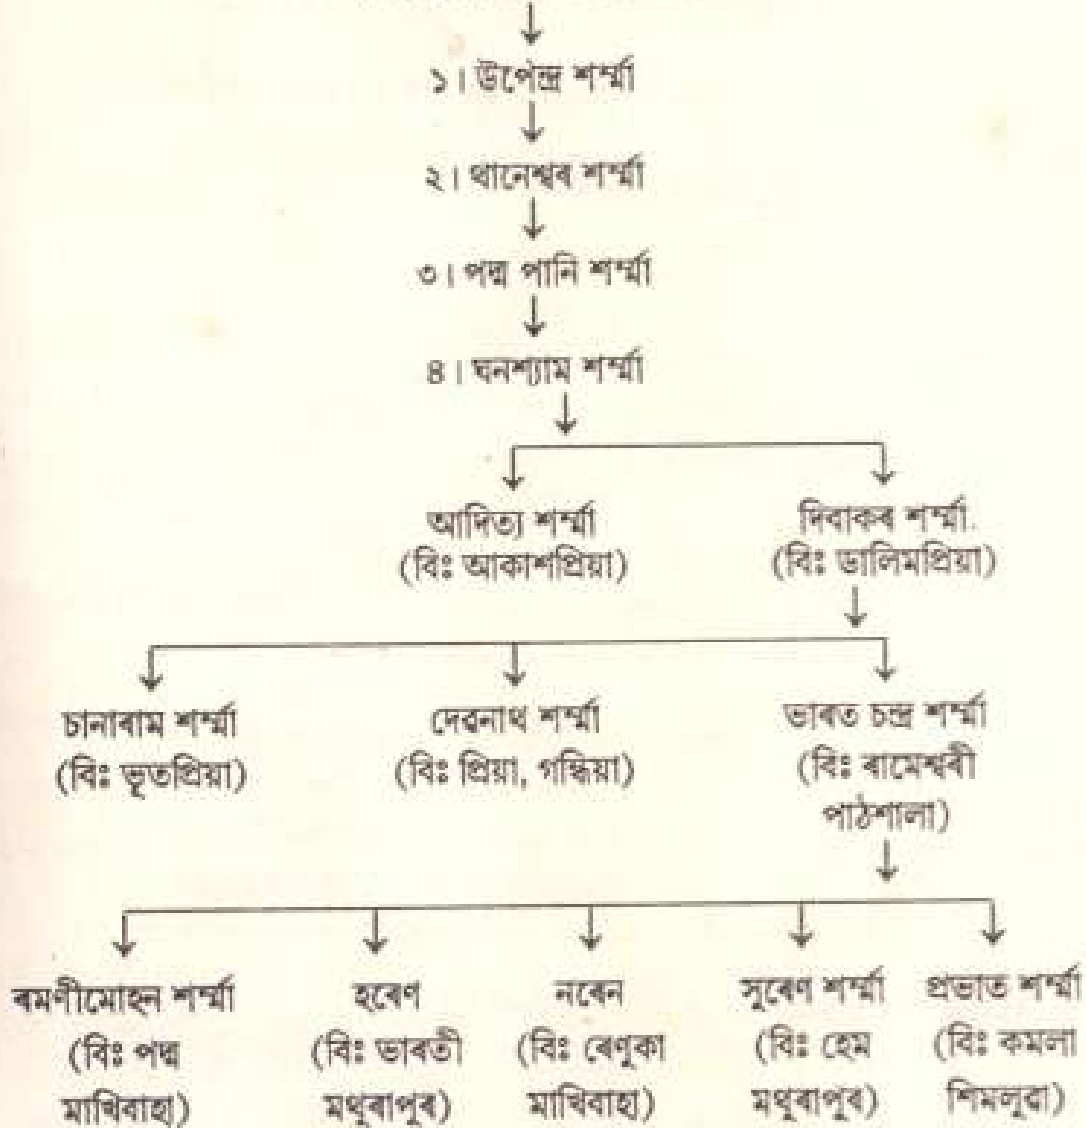 ১। উপেন্দ্ৰ শৰ্ম্মা
২। থানেশ্বৰ শৰ্ম্মা
৩। পদ্ম পানি শৰ্ম্মা
৪। ঘনশ্যাম শৰ্ম্মা
আদিত্য শৰ্ম্মা দিবাকৰ শৰ্ম্মা
(বিঃ আকাশপ্ৰিয়া) (বিঃ ডালিমপ্ৰিয়া)
চানাৰাম শৰ্ম্মা দেৱনাথ শৰ্ম্মা ভাৰত চন্দ্ৰ শৰ্ম্মা
(বিঃ ভূতপ্ৰিয়া) (বিঃ প্ৰিয়া, গন্ধিয়া) (বিঃ ৰামেশ্বৰী
পাঠশালা)
ৰমণীমোহন শৰ্ম্মা হৰেণ নৰেন সুৰেণ শৰ্ম্মা প্ৰভাত শৰ্ম্মা
(বিঃ পদ্ম (বিঃ ভাৰতী (বিঃ ৰেণুকা (বিঃ হেম (বিঃ কমলা
মাখিবাহা) মথুৰাপুৰ) মাখিবাহা) মথুৰাপুৰ) শিমলুৱা)